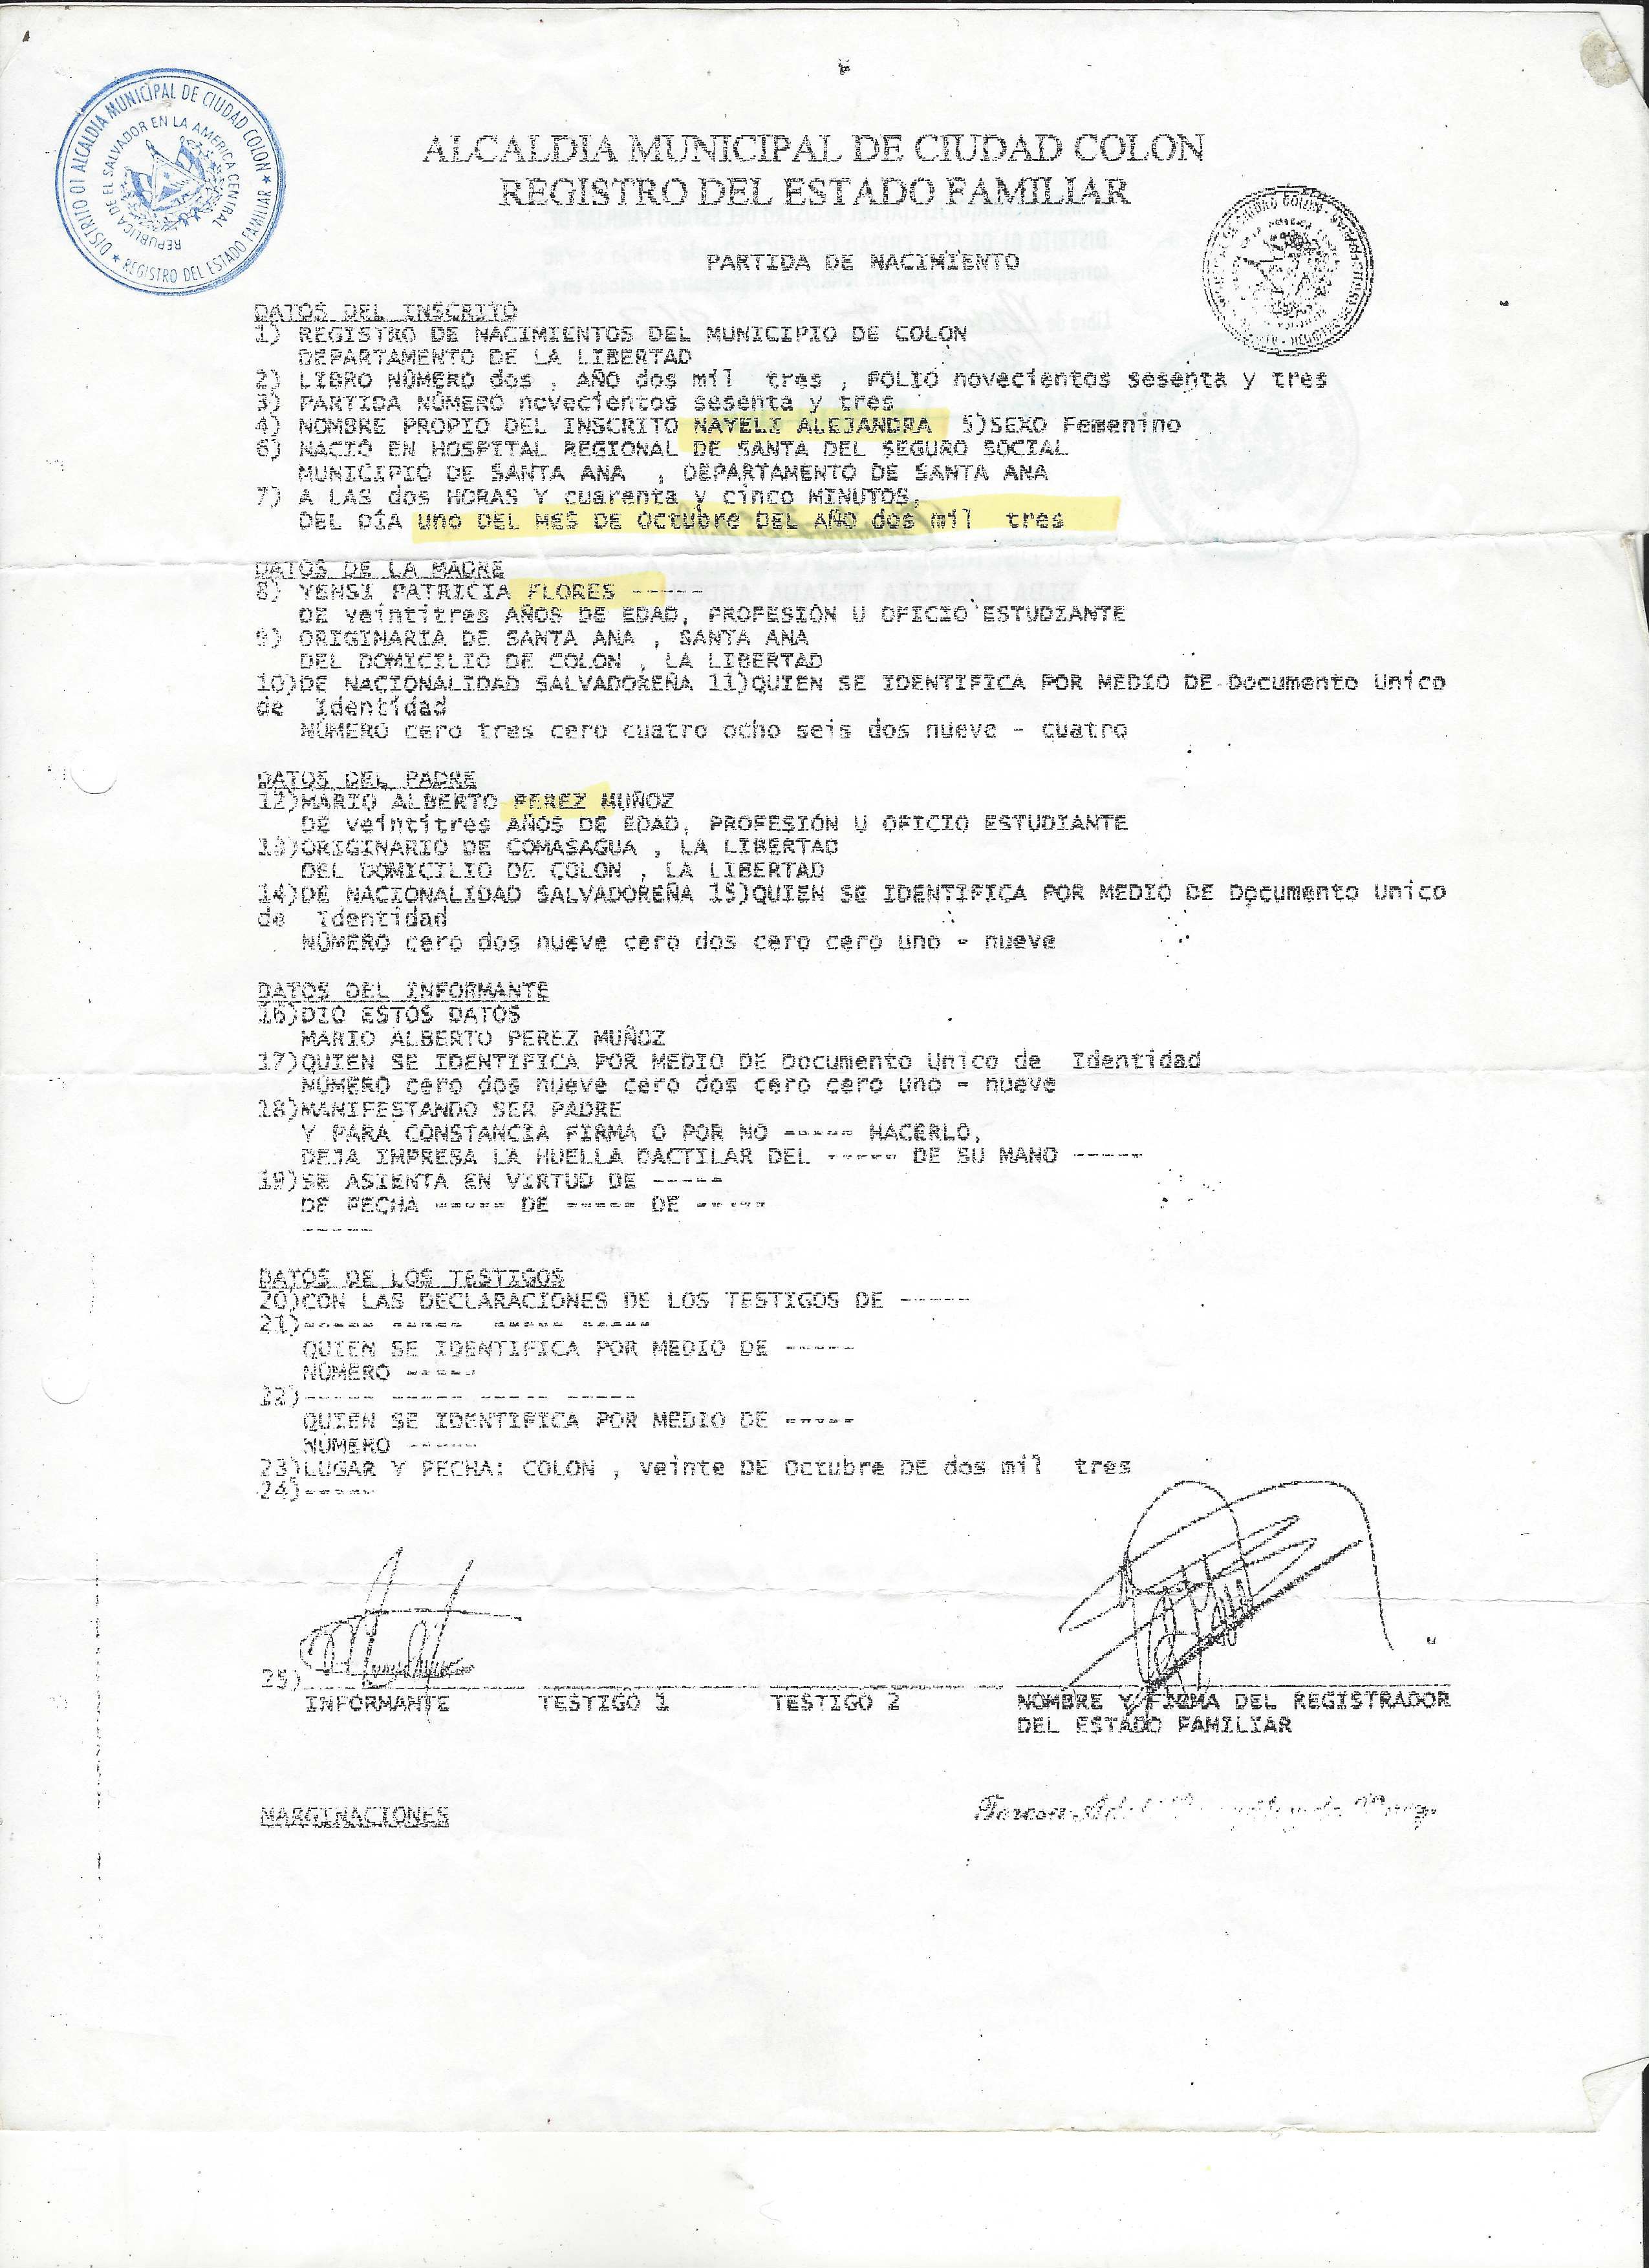 DISTRITO 01 ALCALDIA MUNICIPAL DE CIUDAD COLON
★ REGISTRO DEL ESTADO FAMILIAR ★
REPUBLICA DE EL SALVADOR EN LA AMERICA CENTRAL
ALCALDIA MUNICIPAL DE CIUDAD COLON
REGISTRO DEL ESTADO FAMILIAR
PARTIDA DE NACIMIENTO
DATOS DEL INSCRITO
1) REGISTRO DE NACIMIENTOS DEL MUNICIPIO DE COLON
DEPARTAMENTO DE LA LIBERTAD
2) LIBRO NÚMERO dos , AÑO dos mil tres , FOLIO novecientos sesenta y tres
3) PARTIDA NÚMERO novecientos sesenta y tres
4) NOMBRE PROPIO DEL INSCRITO NAYELI ALEJANDRA 5)SEXO Femenino
6) NACIÓ EN HOSPITAL REGIONAL DE SANTA DEL SEGURO SOCIAL
MUNICIPIO DE SANTA ANA , DEPARTAMENTO DE SANTA ANA
7) A LAS dos HORAS Y cuarenta y cinco MINUTOS,
DEL DÍA uno DEL MES DE Octubre DEL AÑO dos mil tres
DATOS DE LA MADRE
8) YENSI PATRICIA FLORES -----
DE veintitres AÑOS DE EDAD, PROFESIÓN U OFICIO ESTUDIANTE
9) ORIGINARIA DE SANTA ANA , SANTA ANA
DEL DOMICILIO DE COLON , LA LIBERTAD
10)DE NACIONALIDAD SALVADOREÑA 11)QUIEN SE IDENTIFICA POR MEDIO DE Documento Unico
de Identidad
NÚMERO cero tres cero cuatro ocho seis dos nueve - cuatro
DATOS DEL PADRE
12)MARIO ALBERTO PEREZ MUÑOZ
DE veintitres AÑOS DE EDAD, PROFESIÓN U OFICIO ESTUDIANTE
13)ORIGINARIO DE COMASAGUA , LA LIBERTAD
DEL DOMICILIO DE COLON , LA LIBERTAD
14)DE NACIONALIDAD SALVADOREÑA 15)QUIEN SE IDENTIFICA POR MEDIO DE Documento Unico
de Identidad
NÚMERO cero dos nueve cero dos cero cero uno - nueve
DATOS DEL INFORMANTE
16)DIO ESTOS DATOS
MARIO ALBERTO PEREZ MUÑOZ
17)QUIEN SE IDENTIFICA POR MEDIO DE Documento Unico de Identidad
NÚMERO cero dos nueve cero dos cero cero uno - nueve
18)MANIFESTANDO SER PADRE
Y PARA CONSTANCIA FIRMA O POR NO ----- HACERLO,
DEJA IMPRESA LA HUELLA DACTILAR DEL ----- DE SU MANO -----
19)SE ASIENTA EN VIRTUD DE -----
DE FECHA ----- DE ----- DE -----
-----
DATOS DE LOS TESTIGOS
20)CON LAS DECLARACIONES DE LOS TESTIGOS DE -----
21)----- ----- ----- -----
QUIEN SE IDENTIFICA POR MEDIO DE -----
NÚMERO -----
22)----- ----- ----- -----
QUIEN SE IDENTIFICA POR MEDIO DE -----
NÚMERO -----
23)LUGAR Y FECHA: COLON , veinte DE Octubre DE dos mil tres
24)-----
25)
INFORMANTE TESTIGO 1 TESTIGO 2 NOMBRE Y FIRMA DEL REGISTRADOR
DEL ESTADO FAMILIAR
MARGINACIONES
Teresa